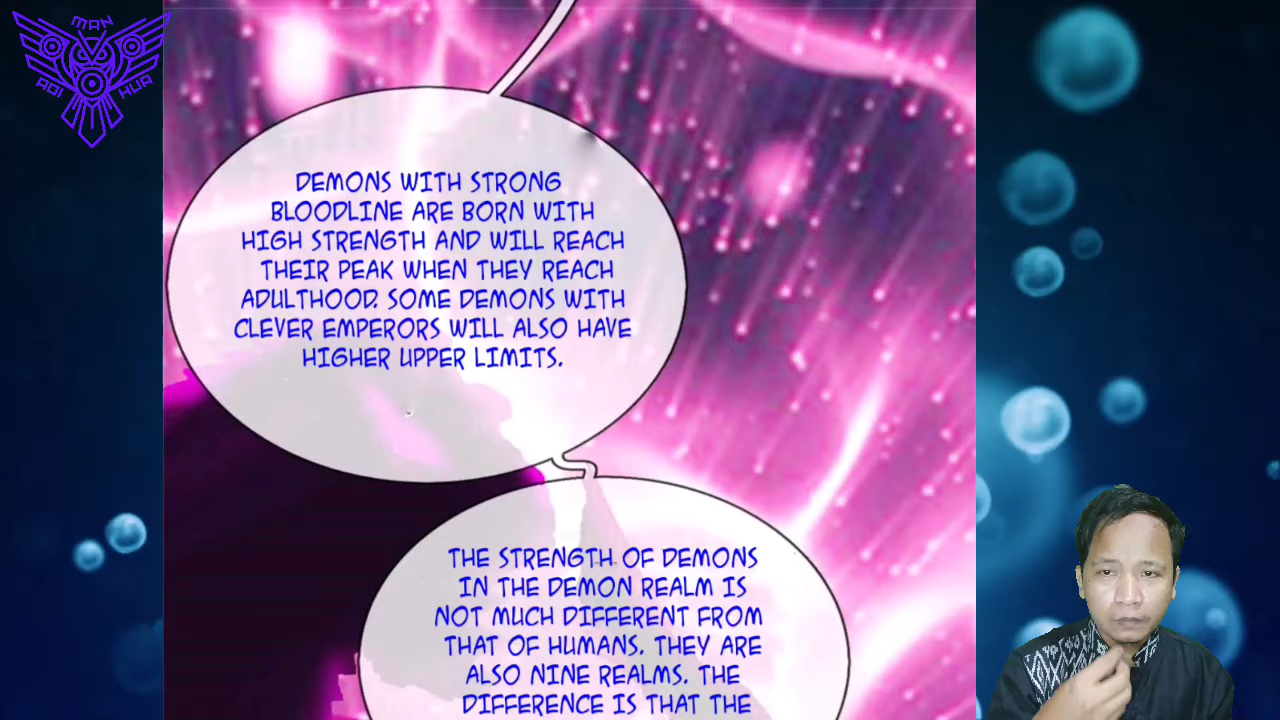 MAN
AOI HUA
DEMONS WITH STRONG
BLOODLINE ARE BORN WITH
HIGH STRENGTH AND WILL REACH
THEIR PEAK WHEN THEY REACH
ADULTHOOD. SOME DEMONS WITH
CLEVER EMPERORS WILL ALSO HAVE
HIGHER UPPER LIMITS.
THE STRENGTH OF DEMONS
IN THE DEMON REALM IS
NOT MUCH DIFFERENT FROM
THAT OF HUMANS. THEY ARE
ALSO NINE REALMS. THE
DIFFERENCE IS THAT THE